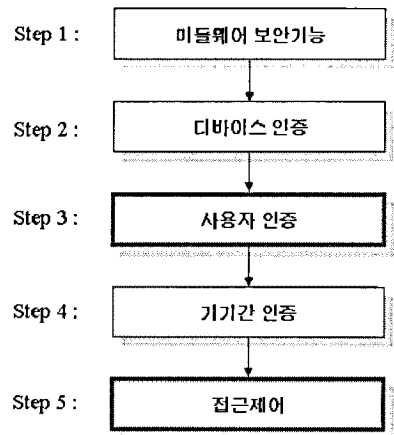 Step 1 : 미들웨어 보안기능
Step 2 : 디바이스 인증
Step 3 : 사용자 인증
Step 4 : 기기간 인증
Step 5 : 접근제어